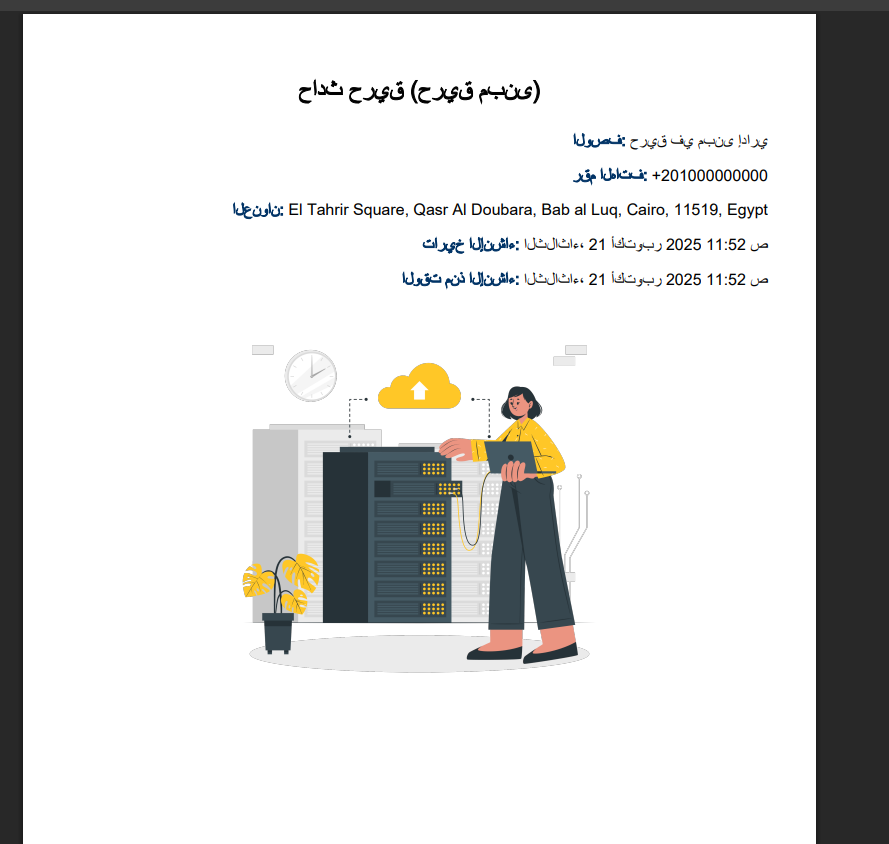 حادث حريق (حريق مبنى)
الوصف: حريق في مبنى إداري
رقم الهاتف: +201000000000
العنوان: El Tahrir Square, Qasr Al Doubara, Bab al Luq, Cairo, 11519, Egypt
تاريخ الإنشاء: الثلاثاء، 21 أكتوبر 2025 11:52 ص
الوقت منذ الإنشاء: الثلاثاء، 21 أكتوبر 2025 11:52 ص